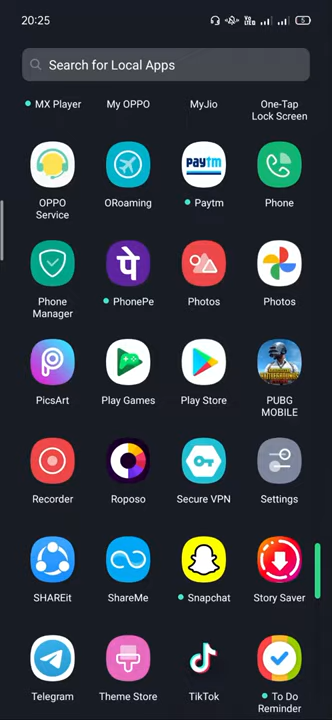 20:25
Search for Local Apps
MX Player
My OPPO
MyJio
One-Tap
Lock Screen
paytm
OPPO
Service
ORoaming
Paytm
Phone
पे
Phone
Manager
PhonePe
Photos
Photos
PicsArt
Play Games
Play Store
PUBG
MOBILE
Recorder
Roposo
Secure VPN
Settings
SHAREit
ShareMe
Snapchat
Story Saver
Telegram
Theme Store
TikTok
To Do
Reminder